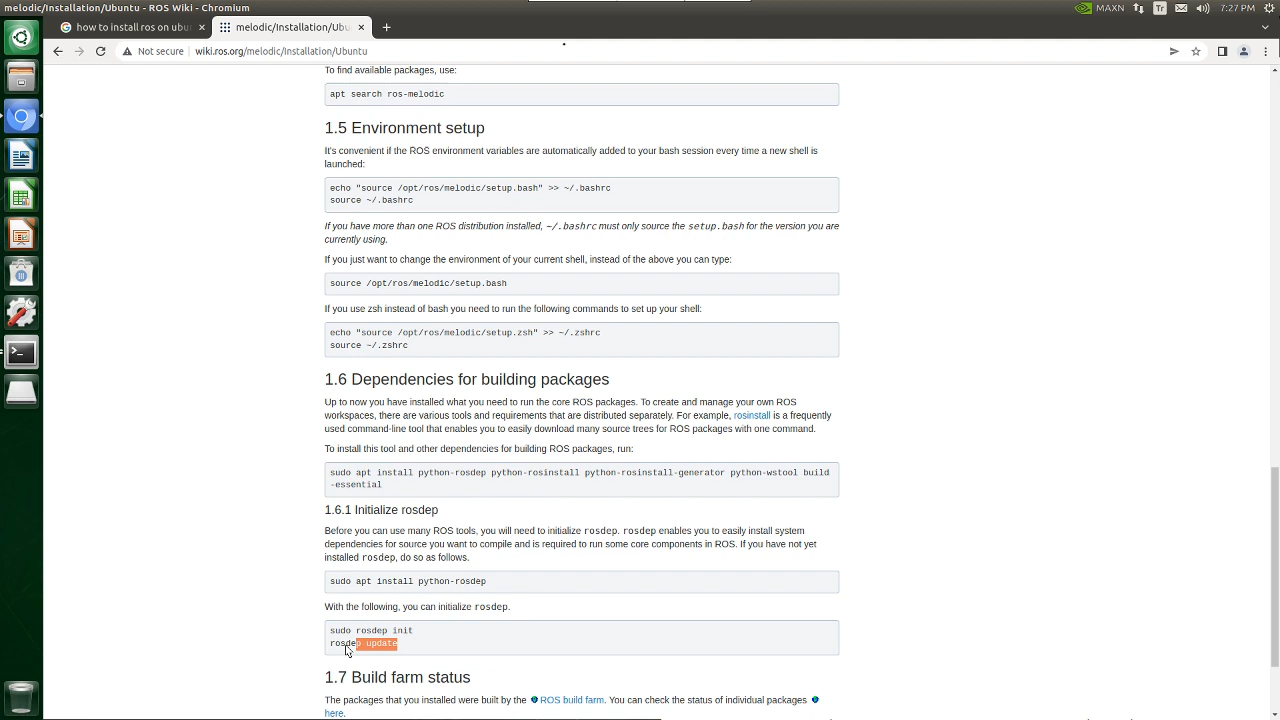 melodic/Installation/Ubuntu - ROS Wiki - Chromium
MAXN
Tr
7:27 PM
how to install ros on ubun
melodic/Installation/Ubu
Not secure
wiki.ros.org/melodic/Installation/Ubuntu
To find available packages, use:
apt search ros-melodic
1.5 Environment setup
It's convenient if the ROS environment variables are automatically added to your bash session every time a new shell is
launched:
echo "source /opt/ros/melodic/setup.bash" >> ~/.bashrc
source ~/.bashrc
If you have more than one ROS distribution installed, ~/.bashrc must only source the setup.bash for the version you are
currently using.
If you just want to change the environment of your current shell, instead of the above you can type:
source /opt/ros/melodic/setup.bash
If you use zsh instead of bash you need to run the following commands to set up your shell:
echo "source /opt/ros/melodic/setup.zsh" >> ~/.zshrc
source ~/.zshrc
1.6 Dependencies for building packages
Up to now you have installed what you need to run the core ROS packages. To create and manage your own ROS
workspaces, there are various tools and requirements that are distributed separately. For example, rosinstall is a frequently
used command-line tool that enables you to easily download many source trees for ROS packages with one command.
To install this tool and other dependencies for building ROS packages, run:
sudo apt install python-rosdep python-rosinstall python-rosinstall-generator python-wstool build
-essential
1.6.1 Initialize rosdep
Before you can use many ROS tools, you will need to initialize rosdep. rosdep enables you to easily install system
dependencies for source you want to compile and is required to run some core components in ROS. If you have not yet
installed rosdep, do so as follows.
sudo apt install python-rosdep
With the following, you can initialize rosdep.
sudo rosdep init
rosdep update
1.7 Build farm status
The packages that you installed were built by the ROS build farm. You can check the status of individual packages
here.